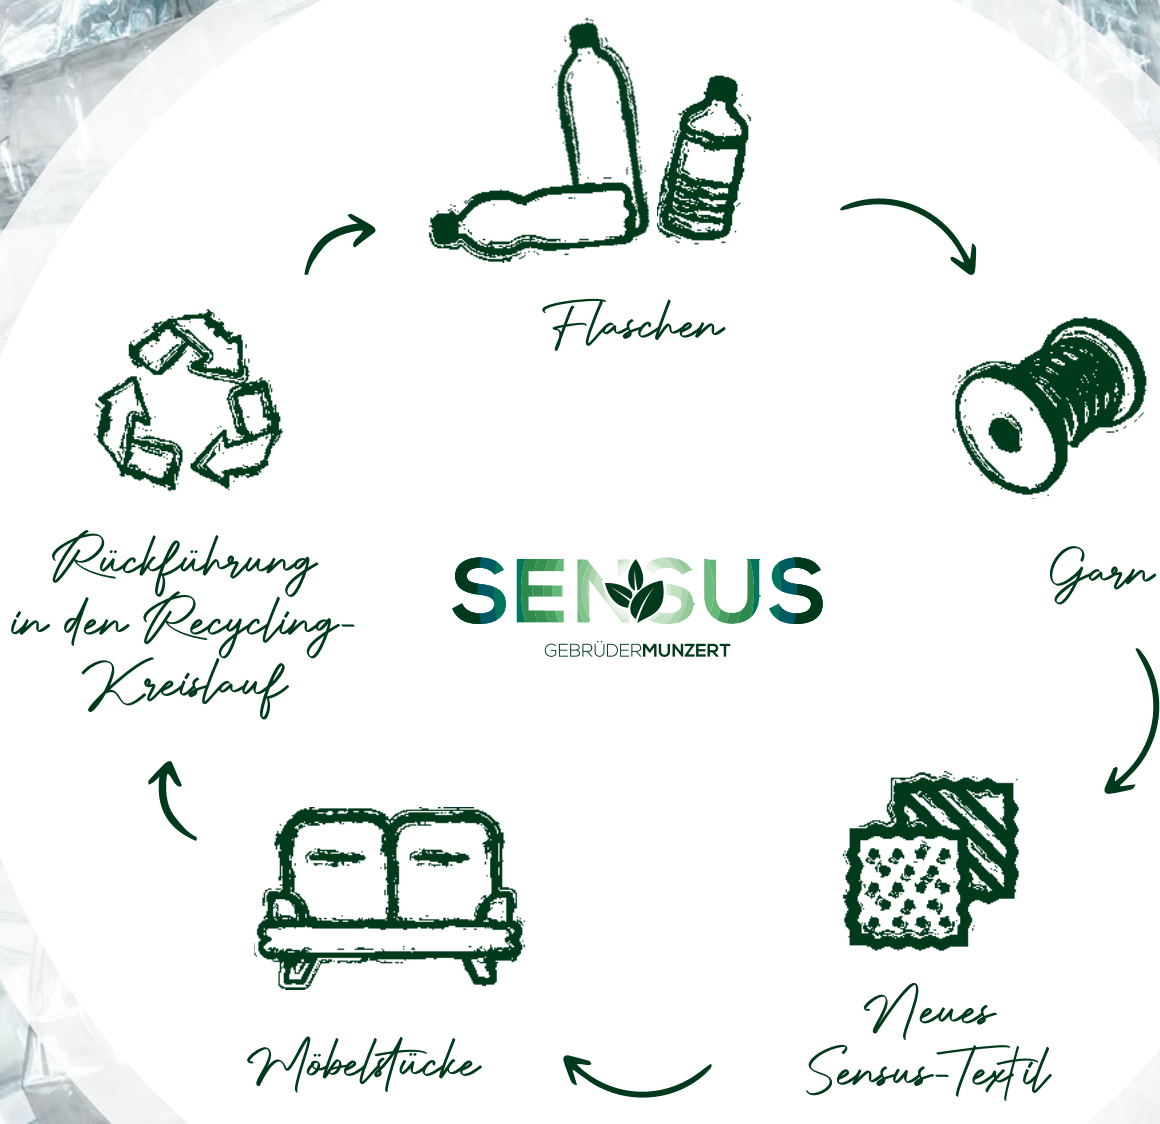 Flaschen
Garn
Rückführung
in den Recycling-
Kreislauf
SENSUS
GEBRÜDERMUNZERT
Neues
Sensus-Textil
Möbelstücke